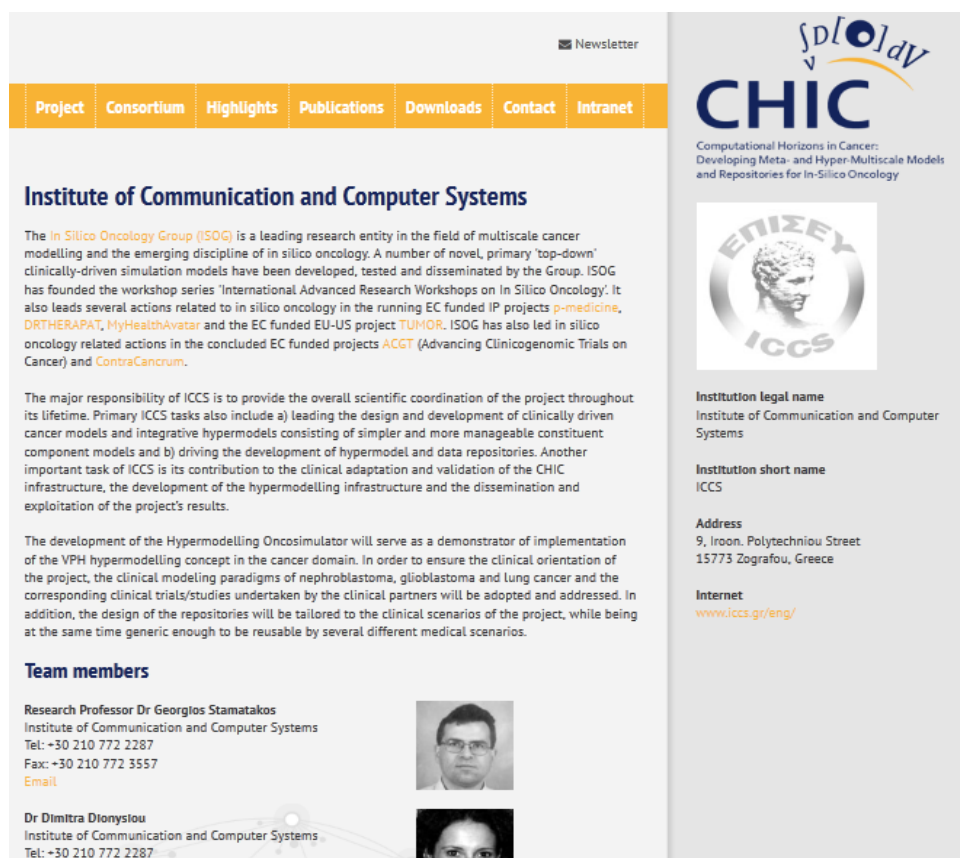 Newsletter
Project Consortium Highlights Publications Downloads Contact Intranet
Institute of Communication and Computer Systems
The In Silico Oncology Group (ISOG) is a leading research entity in the field of multiscale cancer
modelling and the emerging discipline of in silico oncology. A number of novel, primary 'top-down'
clinically-driven simulation models have been developed, tested and disseminated by the Group. ISOG
has founded the workshop series 'International Advanced Research Workshops on In Silico Oncology'. It
also leads several actions related to in silico oncology in the running EC funded IP projects p-medicine,
DRTHERAPAT, MyHealthAvatar and the EC funded EU-US project TUMOR. ISOG has also led in silico
oncology related actions in the concluded EC funded projects ACGT (Advancing Clinicogenomic Trials on
Cancer) and ContraCancrum.
The major responsibility of ICCS is to provide the overall scientific coordination of the project throughout
its lifetime. Primary ICCS tasks also include a) leading the design and development of clinically driven
cancer models and integrative hypermodels consisting of simpler and more manageable constituent
component models and b) driving the development of hypermodel and data repositories. Another
important task of ICCS is its contribution to the clinical adaptation and validation of the CHIC
infrastructure, the development of the hypermodelling infrastructure and the dissemination and
exploitation of the project's results.
The development of the Hypermodelling Oncosimulator will serve as a demonstrator of implementation
of the VPH hypermodelling concept in the cancer domain. In order to ensure the clinical orientation of
the project, the clinical modeling paradigms of nephroblastoma, glioblastoma and lung cancer and the
corresponding clinical trials/studies undertaken by the clinical partners will be adopted and addressed. In
addition, the design of the repositories will be tailored to the clinical scenarios of the project, while being
at the same time generic enough to be reusable by several different medical scenarios.
Team members
Research Professor Dr Georgios Stamatakos
Institute of Communication and Computer Systems
Tel: +30 210 772 2287
Fax: +30 210 772 3557
Email
Dr Dimitra Dionysiou
Institute of Communication and Computer Systems
Tel: +30 210 772 2287
∫D[O]dV
V
CHIC
Computational Horizons in Cancer:
Developing Meta- and Hyper-Multiscale Models
and Repositories for In-Silico Oncology
ΕΠΙΣΕΥ
ICCS
Institution legal name
Institute of Communication and Computer
Systems
Institution short name
ICCS
Address
9, Iroon. Polytechniou Street
15773 Zografou, Greece
Internet
www.iccs.gr/eng/